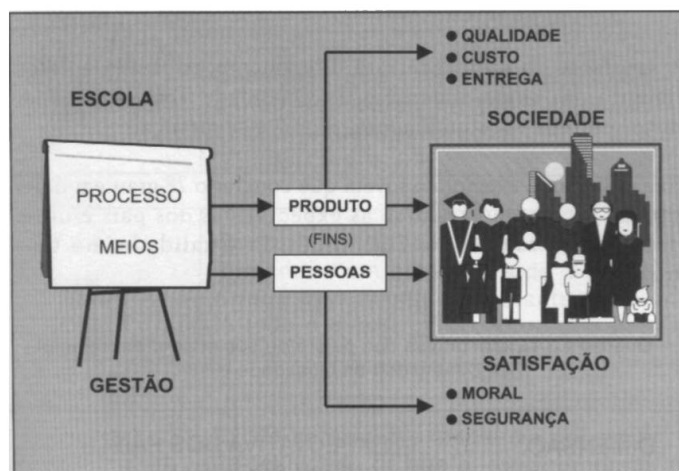 ESCOLA
PROCESSO
MEIOS
GESTÃO
PRODUTO
(FINS)
PESSOAS
● QUALIDADE
● CUSTO
● ENTREGA
SOCIEDADE
SATISFAÇÃO
● MORAL
● SEGURANÇA